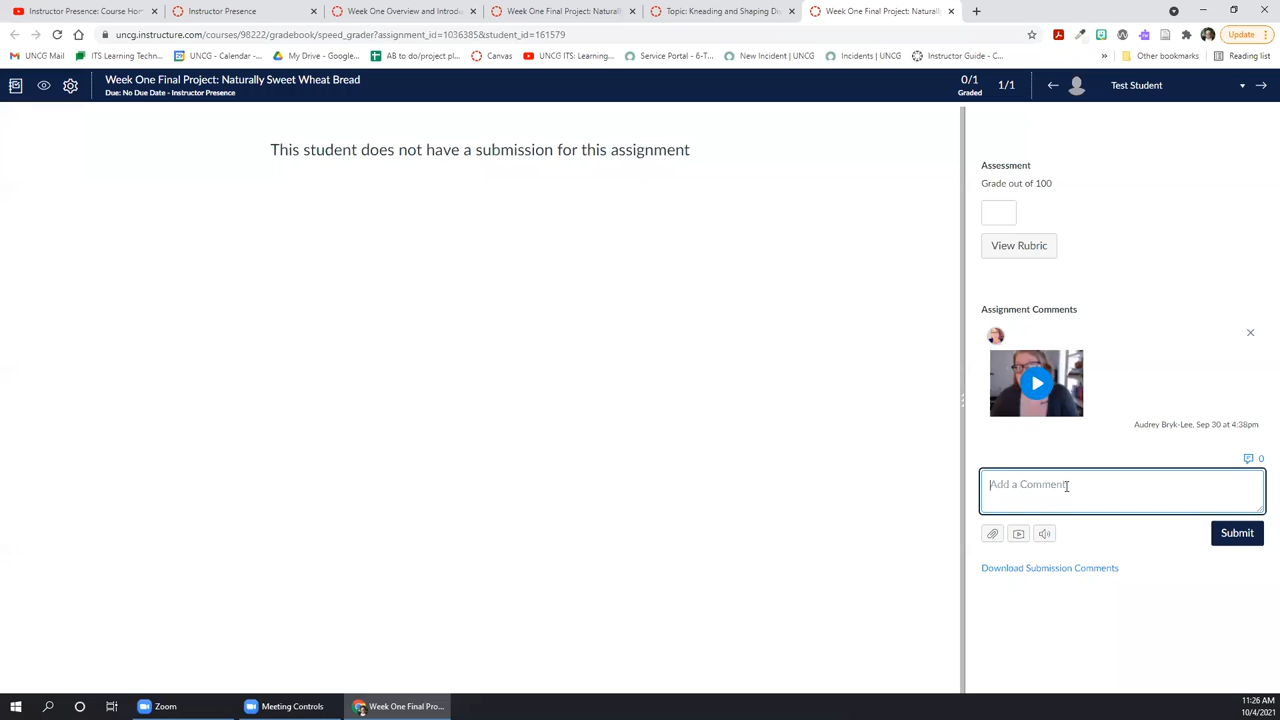 Instructor Presence: Course Hom
Instructor Presence
Week One Overview and Introdu
Week One Final Project: Naturall
Topic: Kneading and Shaping Dis
Week One Final Project: Naturall
uncg.instructure.com/courses/98222/gradebook/speed_grader?assignment_id=1036385&student_id=161579
Update
UNCG Mail
ITS Learning Techn...
UNCG - Calendar -...
My Drive - Google...
AB to do/project pl...
Canvas
UNCG ITS: Learning...
Service Portal - 6-T...
New Incident | UNCG
Incidents | UNCG
Instructor Guide - C...
»
Other bookmarks
Reading list
Week One Final Project: Naturally Sweet Wheat Bread
Due: No Due Date - Instructor Presence
0/1
Graded
1/1
Test Student
This student does not have a submission for this assignment
Assessment
Grade out of 100
View Rubric
Assignment Comments
Audrey Bryk-Lee, Sep 30 at 4:38pm
0
Add a Comment
Submit
Download Submission Comments
Zoom
Meeting Controls
Week One Final Pro...
11:26 AM
10/4/2021